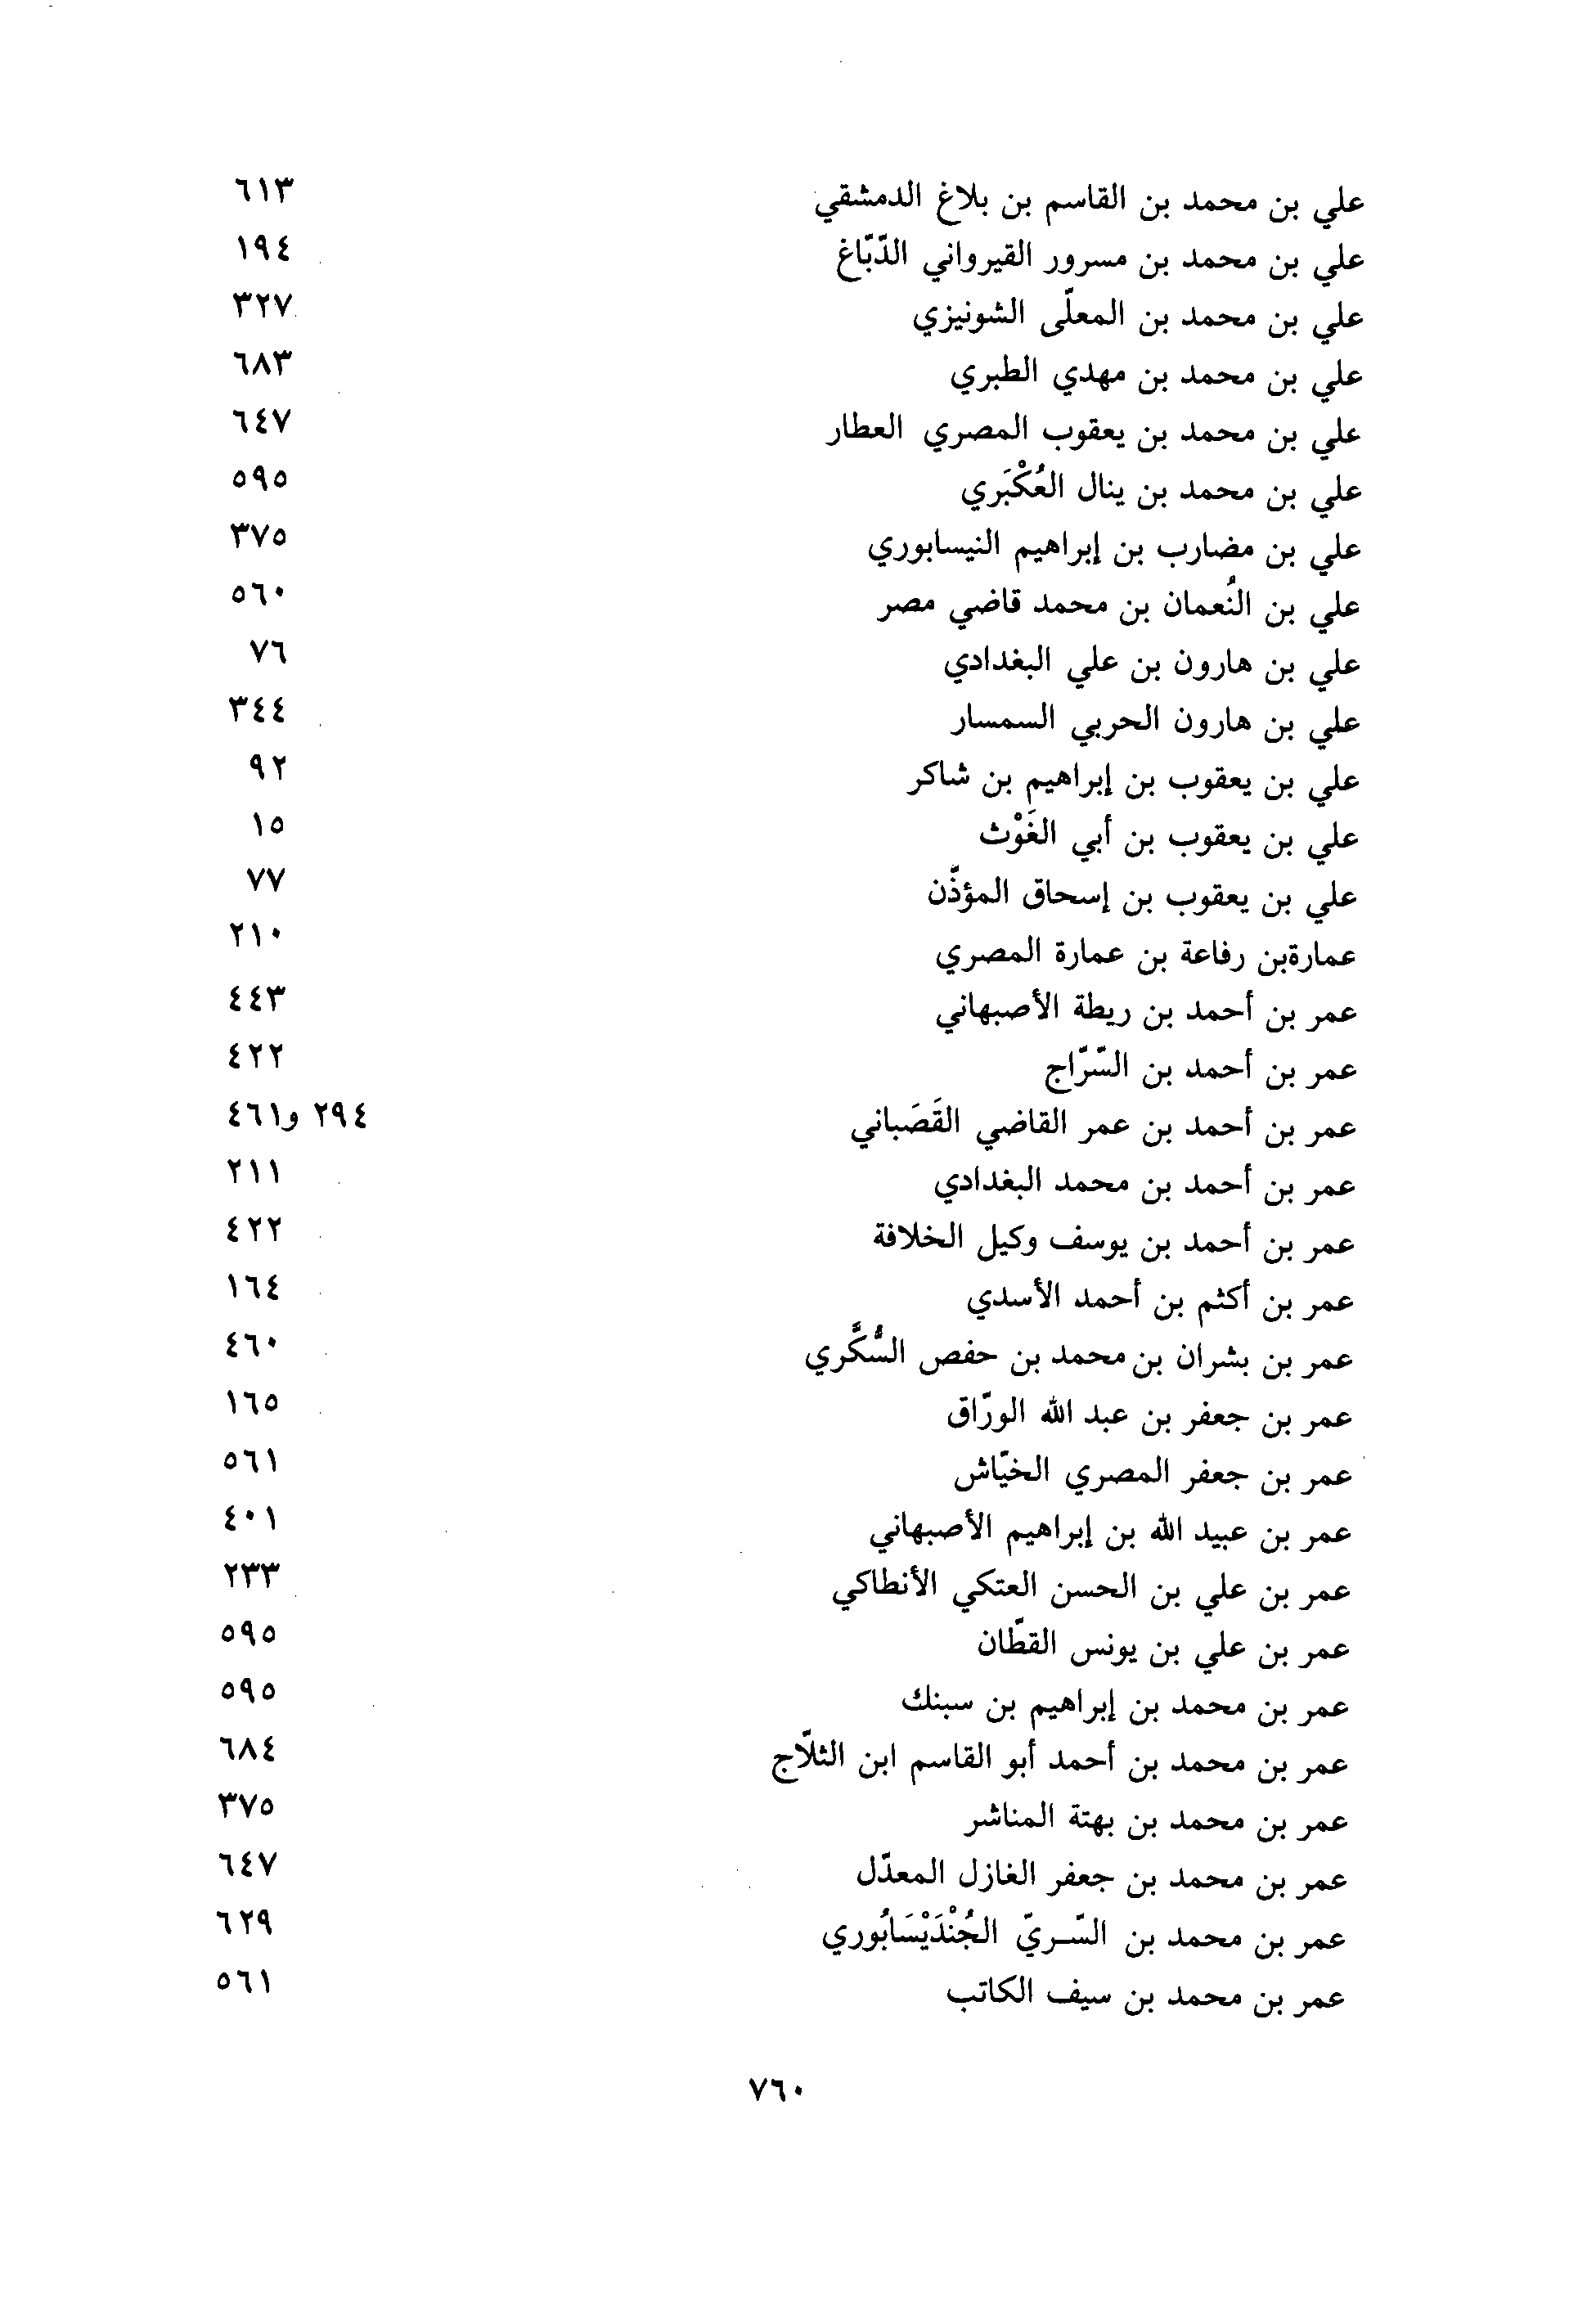 علي بن محمد بن القاسم بن بلاغ الدمشقي ٦١٣
علي بن محمد بن مسرور القيرواني الدّبّاغ ١٩٤
علي بن محمد بن المعلّى الشونيزي ٣٢٧
علي بن محمد بن مهدي الطبري ٦٨٣
علي بن محمد بن يعقوب المصري العطار ٦٤٧
علي بن محمد بن ينال العُكْبَري ٥٩٥
علي بن مضارب بن إبراهيم النيسابوري ٣٧٥
علي بن النُعمان بن محمد قاضي مصر ٥٦٠
علي بن هارون بن علي البغدادي ٧٦
علي بن هارون الحربي السمسار ٣٤٤
علي بن يعقوب بن إبراهيم بن شاكر ٩٢
علي بن يعقوب بن أبي الغَوْث ١٥
علي بن يعقوب بن إسحاق المؤذّن ٧٧
عمارةبن رفاعة بن عمارة المصري ٢١٠
عمر بن أحمد بن ريطة الأصبهاني ٤٤٣
عمر بن أحمد بن السّرّاج ٤٢٢
عمر بن أحمد بن عمر القاضي القَصَباني ٢٩٤ و٤٦١
عمر بن أحمد بن محمد البغدادي ٢١١
عمر بن أحمد بن يوسف وكيل الخلافة ٤٢٢
عمر بن أكثم بن أحمد الأسدي ١٦٤
عمر بن بشران بن محمد بن حفص السُّكَّري ٤٦٠
عمر بن جعفر بن عبد الله الورّاق ١٦٥
عمر بن جعفر المصري الخيّاش ٥٦١
عمر بن عبيد الله بن إبراهيم الأصبهاني ٤٠١
عمر بن علي بن الحسن العتكي الأنطاكي ٢٣٣
عمر بن علي بن يونس القطّان ٥٩٥
عمر بن محمد بن إبراهيم بن سبنك ٥٩٥
عمر بن محمد بن أحمد أبو القاسم ابن الثلّاج ٦٨٤
عمر بن محمد بن بهتة المناشر ٣٧٥
عمر بن محمد بن جعفر الغازل المعدّل ٦٤٧
عمر بن محمد بن السّـريّ الجُنْدَيْسَابُوري ٦٢٩
عمر بن محمد بن سيف الكاتب ٥٦١
٧٦٠